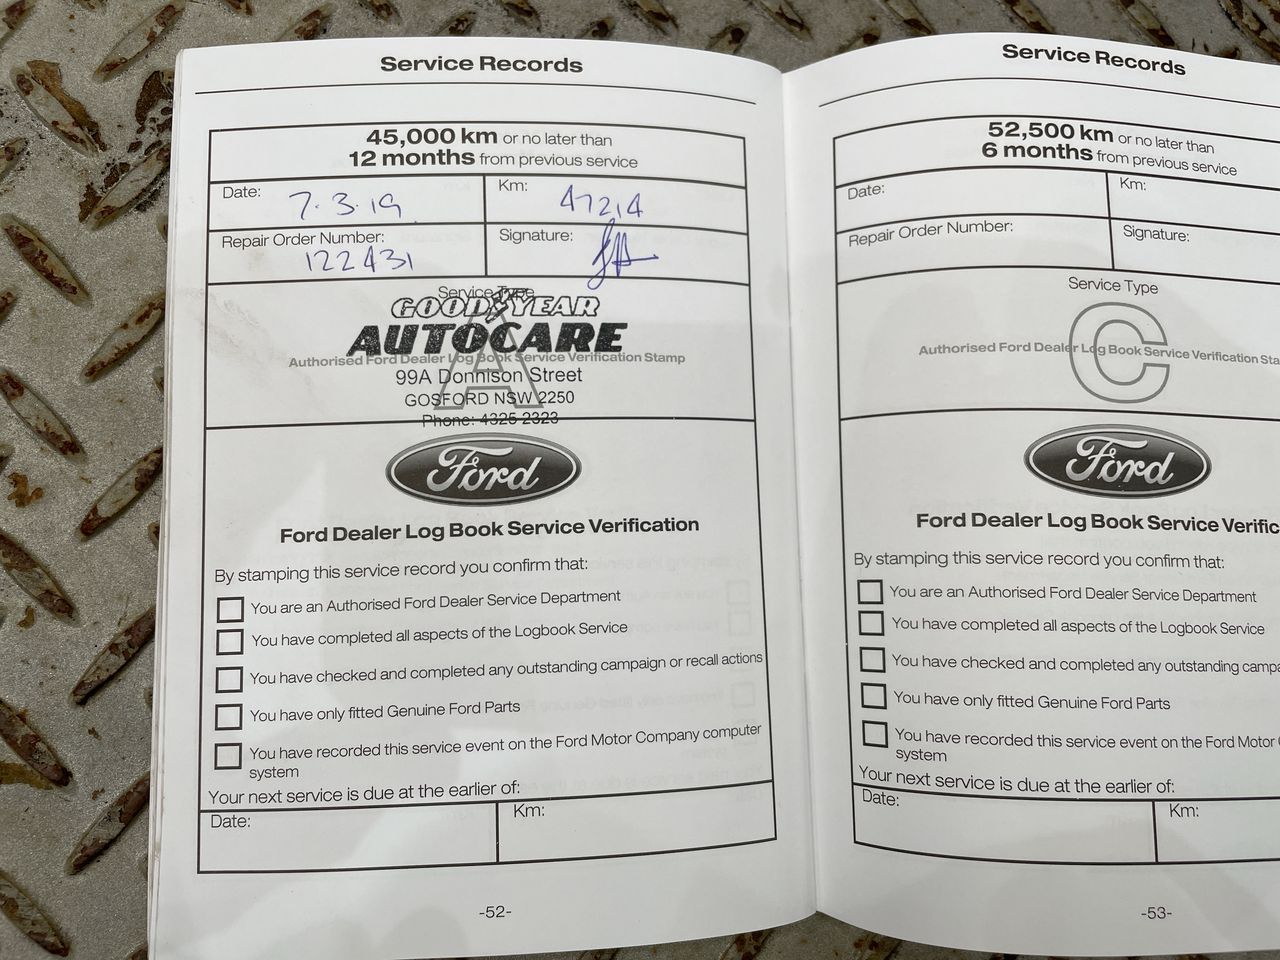 Service Records
45,000 km or no later than
12 months from previous service
Date: 7.3.19
Km: 47214
Repair Order Number: 122431
Signature:
Service Type
GOODYEAR
AUTOCARE
A
Authorised Ford Dealer Log Book Service Verification Stamp
99A Donnison Street
GOSFORD NSW 2250
Phone: 4325 2323
Ford
Ford Dealer Log Book Service Verification
By stamping this service record you confirm that:
You are an Authorised Ford Dealer Service Department
You have completed all aspects of the Logbook Service
You have checked and completed any outstanding campaign or recall actions
You have only fitted Genuine Ford Parts
You have recorded this service event on the Ford Motor Company computer
system
Your next service is due at the earlier of:
Date:
Km:
-52-
Service Records
52,500 km or no later than
6 months from previous service
Date:
Km:
Repair Order Number:
Signature:
Service Type
C
Authorised Ford Dealer Log Book Service Verification Sta
Ford
Ford Dealer Log Book Service Verific
By stamping this service record you confirm that:
You are an Authorised Ford Dealer Service Department
You have completed all aspects of the Logbook Service
You have checked and completed any outstanding campa
You have only fitted Genuine Ford Parts
You have recorded this service event on the Ford Motor
system
Your next service is due at the earlier of:
Date:
Km:
-53-